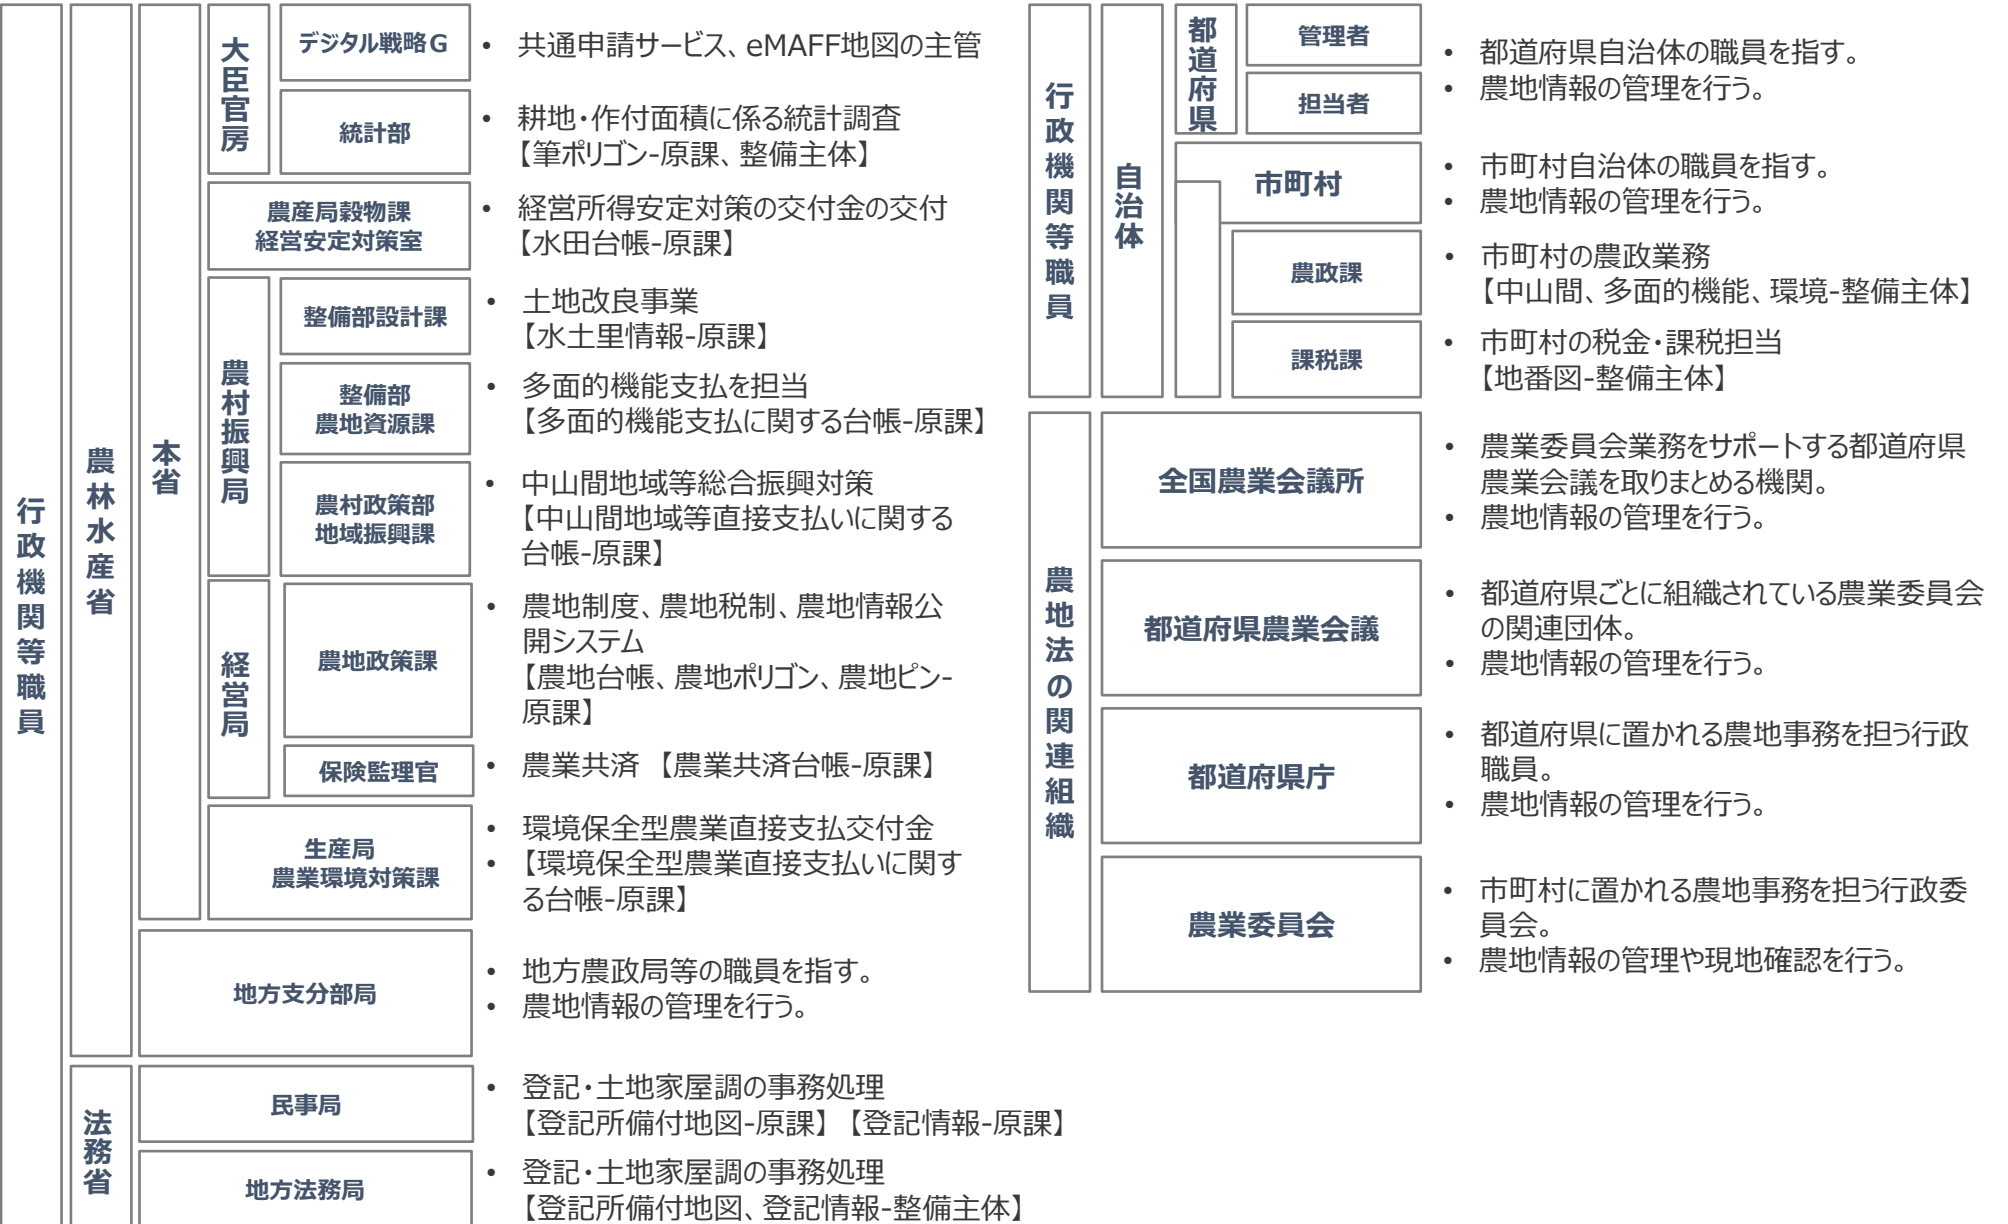 行政機関等職員
農林水産省
本省
大臣官房
デジタル戦略G
• 共通申請サービス、eMAFF地図の主管
統計部
• 耕地・作付面積に係る統計調査
【筆ポリゴン-原課、整備主体】
農産局穀物課
経営安定対策室
• 経営所得安定対策の交付金の交付
【水田台帳-原課】
農村振興局
整備部設計課
• 土地改良事業
【水土里情報-原課】
整備部
農地資源課
• 多面的機能支払を担当
【多面的機能支払に関する台帳-原課】
農村政策部
地域振興課
• 中山間地域等総合振興対策
【中山間地域等直接支払いに関する
台帳-原課】
経営局
農地政策課
• 農地制度、農地税制、農地情報公
開システム
【農地台帳、農地ポリゴン、農地ピン-
原課】
保険監理官
• 農業共済 【農業共済台帳-原課】
生産局
農業環境対策課
• 環境保全型農業直接支払交付金
• 【環境保全型農業直接支払いに関す
る台帳-原課】
地方支分部局
• 地方農政局等の職員を指す。
• 農地情報の管理を行う。
法務省
民事局
• 登記・土地家屋調の事務処理
【登記所備付地図-原課】【登記情報-原課】
地方法務局
• 登記・土地家屋調の事務処理
【登記所備付地図、登記情報-整備主体】
行政機関等職員
自治体
都道府県
管理者
担当者
• 都道府県自治体の職員を指す。
• 農地情報の管理を行う。
市町村
• 市町村自治体の職員を指す。
• 農地情報の管理を行う。
農政課
• 市町村の農政業務
【中山間、多面的機能、環境-整備主体】
課税課
• 市町村の税金・課税担当
【地番図-整備主体】
農地法の関連組織
全国農業会議所
• 農業委員会業務をサポートする都道府県
農業会議を取りまとめる機関。
• 農地情報の管理を行う。
都道府県農業会議
• 都道府県ごとに組織されている農業委員会
の関連団体。
• 農地情報の管理を行う。
都道府県庁
• 都道府県に置かれる農地事務を担う行政
職員。
• 農地情報の管理を行う。
農業委員会
• 市町村に置かれる農地事務を担う行政委
員会。
• 農地情報の管理や現地確認を行う。